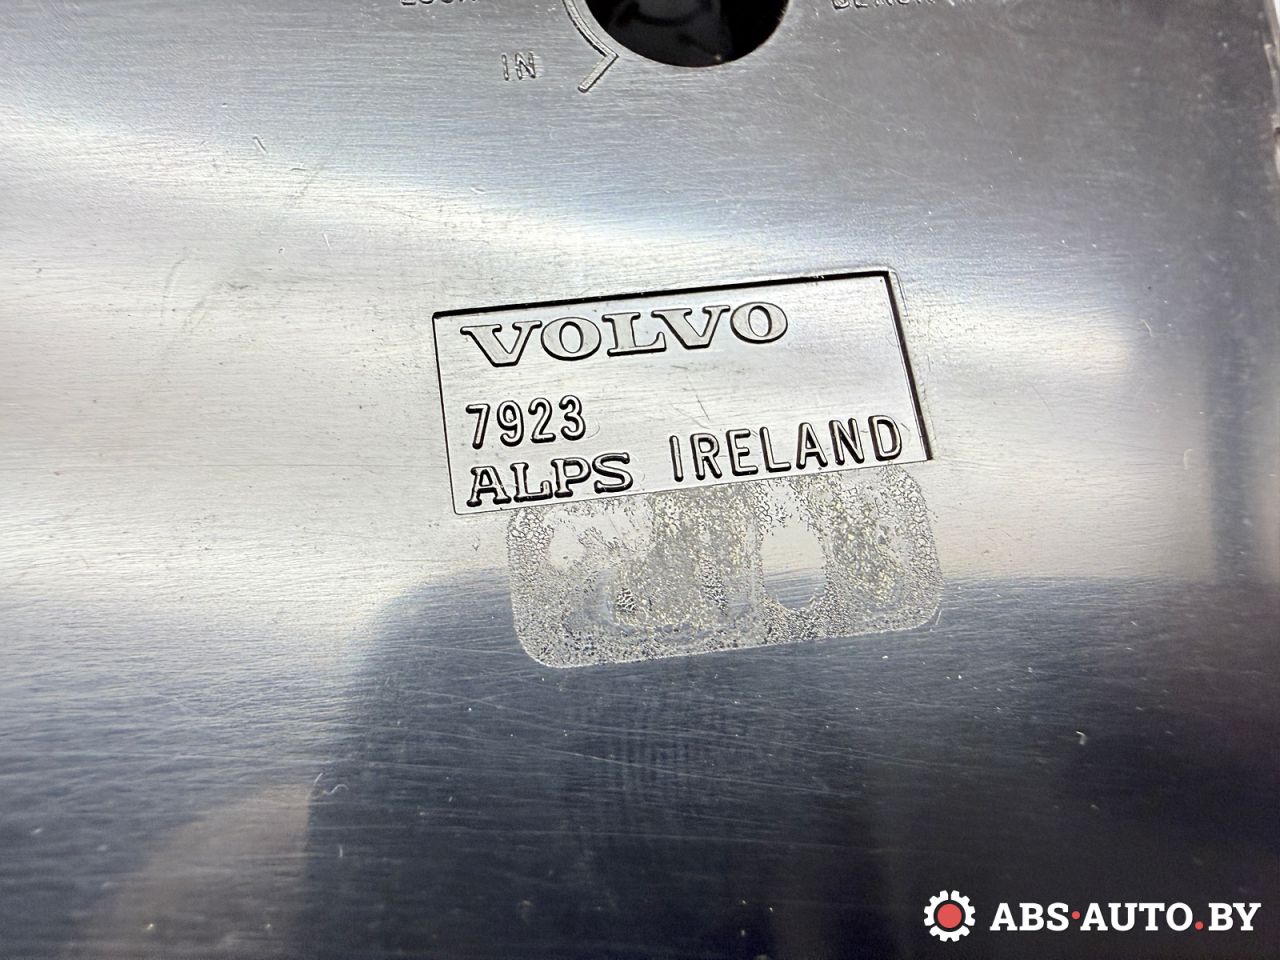 IN
VOLVO
7923
ALPS IRELAND
ABS·AUTO.BY